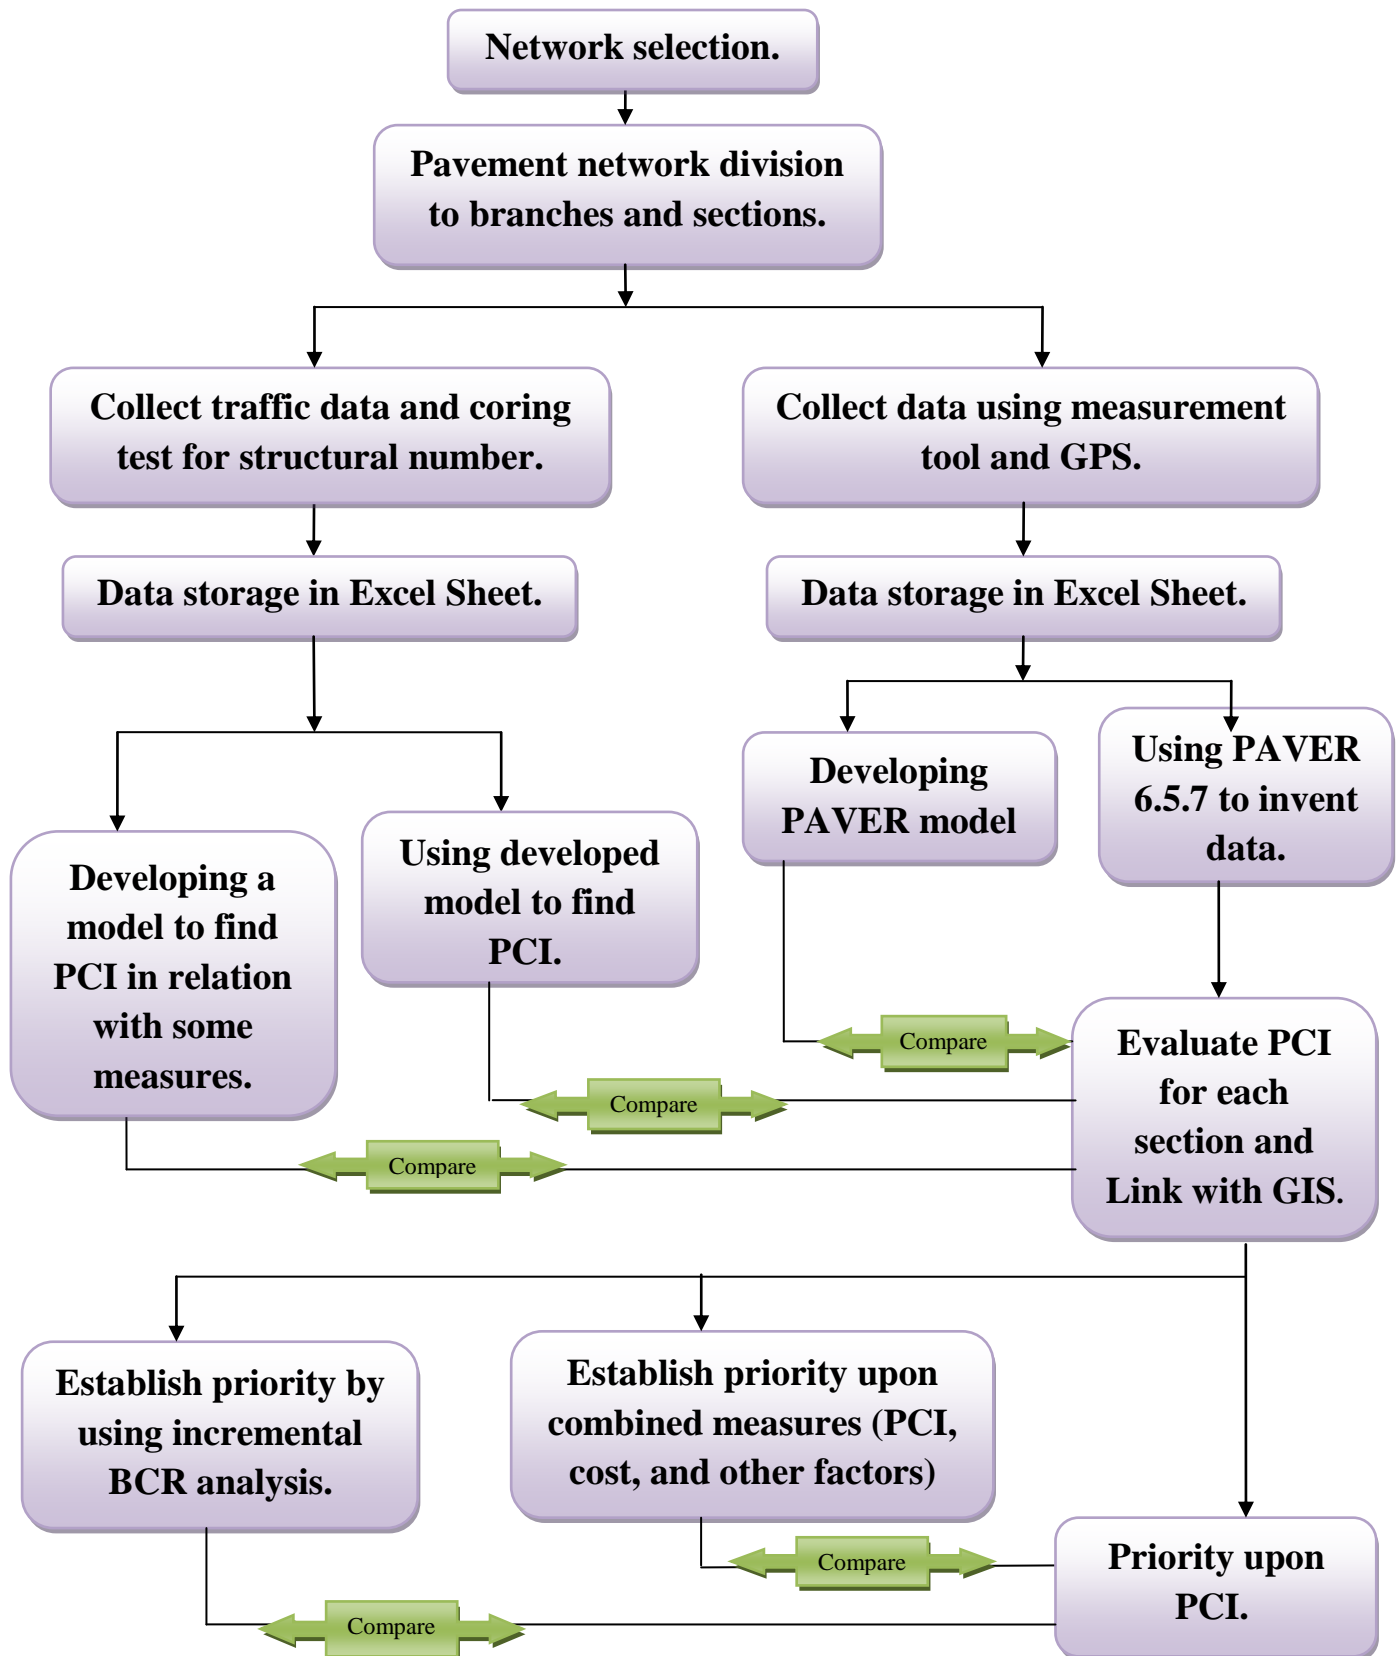 Network selection.
Pavement network division
to branches and sections.
Collect traffic data and coring
test for structural number.
Collect data using measurement
tool and GPS.
Data storage in Excel Sheet.
Data storage in Excel Sheet.
Developing
PAVER model
Using PAVER
6.5.7 to invent
data.
Developing a
model to find
PCI in relation
with some
measures.
Using developed
model to find
PCI.
Compare
Compare
Compare
Evaluate PCI
for each
section and
Link with GIS.
Establish priority by
using incremental
BCR analysis.
Establish priority upon
combined measures (PCI,
cost, and other factors)
Compare
Compare
Priority upon
PCI.